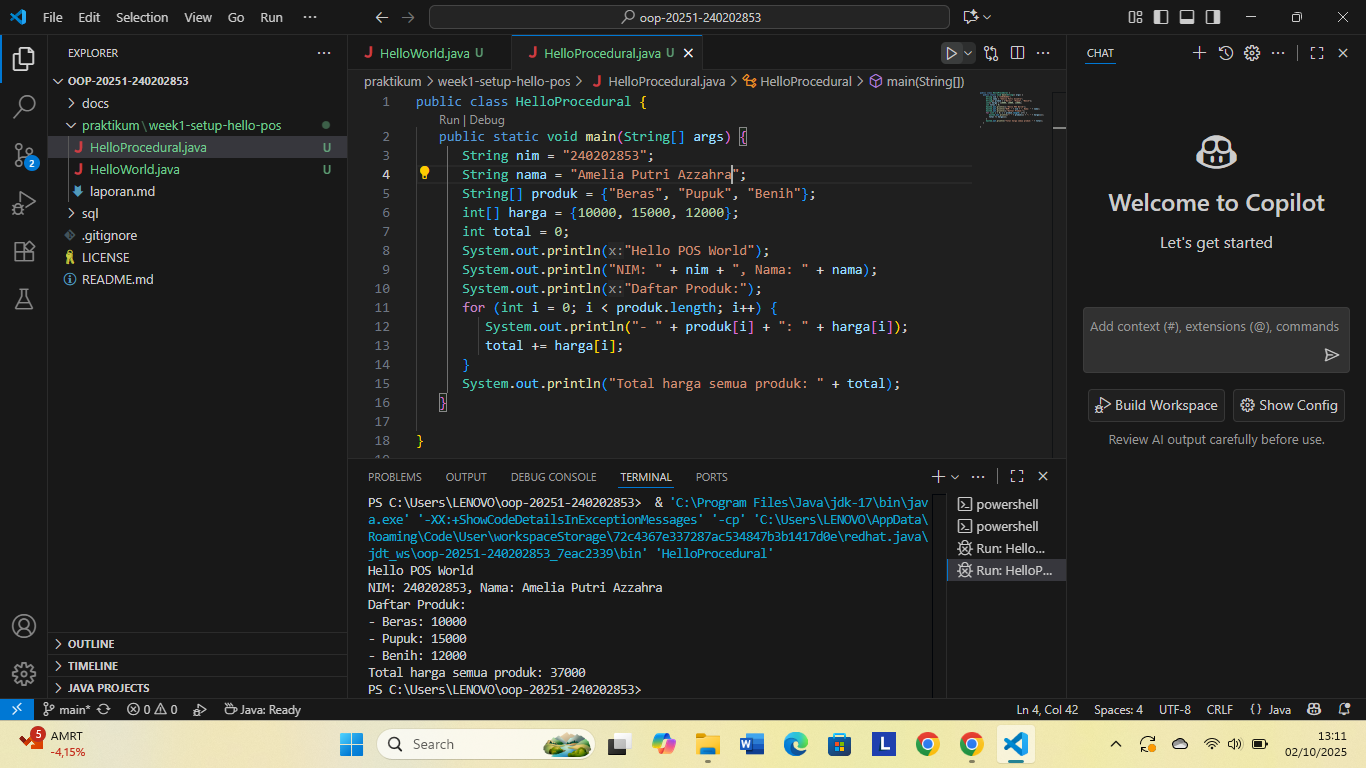 File Edit Selection View Go Run ···
oop-20251-240202853
EXPLORER
OOP-20251-240202853
docs
praktikum \ week1-setup-hello-pos
HelloProcedural.java U
HelloWorld.java U
laporan.md
sql
.gitignore
LICENSE
README.md
2
OUTLINE
TIMELINE
JAVA PROJECTS
HelloWorld.java U
HelloProcedural.java U
praktikum > week1-setup-hello-pos > HelloProcedural.java > HelloProcedural > main(String[])
1 public class HelloProcedural {
Run | Debug
2 public static void main(String[] args) {
3 String nim = "240202853";
4 String nama = "Amelia Putri Azzahra";
5 String[] produk = {"Beras", "Pupuk", "Benih"};
6 int[] harga = {10000, 15000, 12000};
7 int total = 0;
8 System.out.println(x:"Hello POS World");
9 System.out.println("NIM: " + nim + ", Nama: " + nama);
10 System.out.println(x:"Daftar Produk:");
11 for (int i = 0; i < produk.length; i++) {
12 System.out.println("- " + produk[i] + ": " + harga[i]);
13 total += harga[i];
14 }
15 System.out.println("Total harga semua produk: " + total);
16 }
17
18 }
PROBLEMS OUTPUT DEBUG CONSOLE TERMINAL PORTS
PS C:\Users\LENOVO\oop-20251-240202853> & 'C:\Program Files\Java\jdk-17\bin\jav
a.exe' '-XX:+ShowCodeDetailsInExceptionMessages' '-cp' 'C:\Users\LENOVO\AppData\
Roaming\Code\User\workspaceStorage\72c4367e337287ac534847b3b1417d0e\redhat.java\
jdt_ws\oop-20251-240202853_7eac2339\bin' 'HelloProcedural'
Hello POS World
NIM: 240202853, Nama: Amelia Putri Azzahra
Daftar Produk:
- Beras: 10000
- Pupuk: 15000
- Benih: 12000
Total harga semua produk: 37000
PS C:\Users\LENOVO\oop-20251-240202853>
powershell
powershell
Run: Hello...
Run: HelloP...
CHAT
Welcome to Copilot
Let's get started
Add context (#), extensions (@), commands
Build Workspace
Show Config
Review AI output carefully before use.
main* 0 0 Java: Ready
Ln 4, Col 42 Spaces: 4 UTF-8 CRLF {} Java
5
AMRT
-4,15%
Search
W
L
13:11
02/10/2025